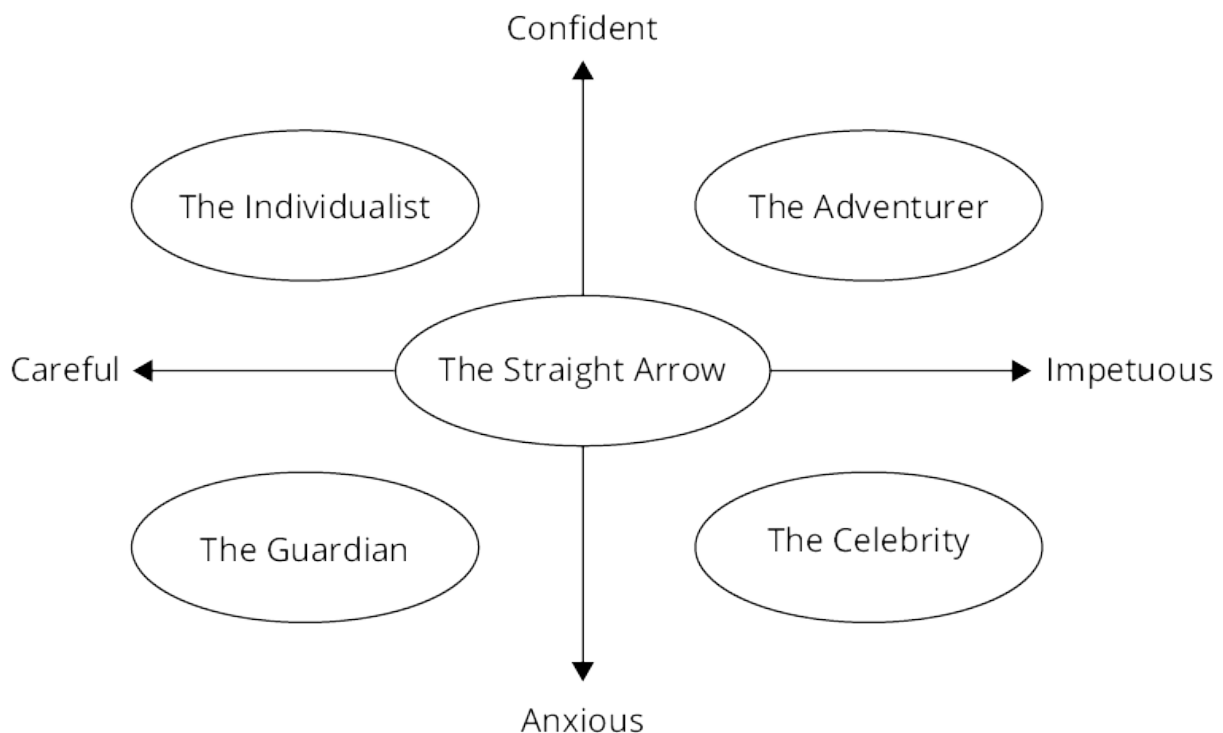 Confident
The Individualist
The Adventurer
Careful
The Straight Arrow
Impetuous
The Guardian
The Celebrity
Anxious